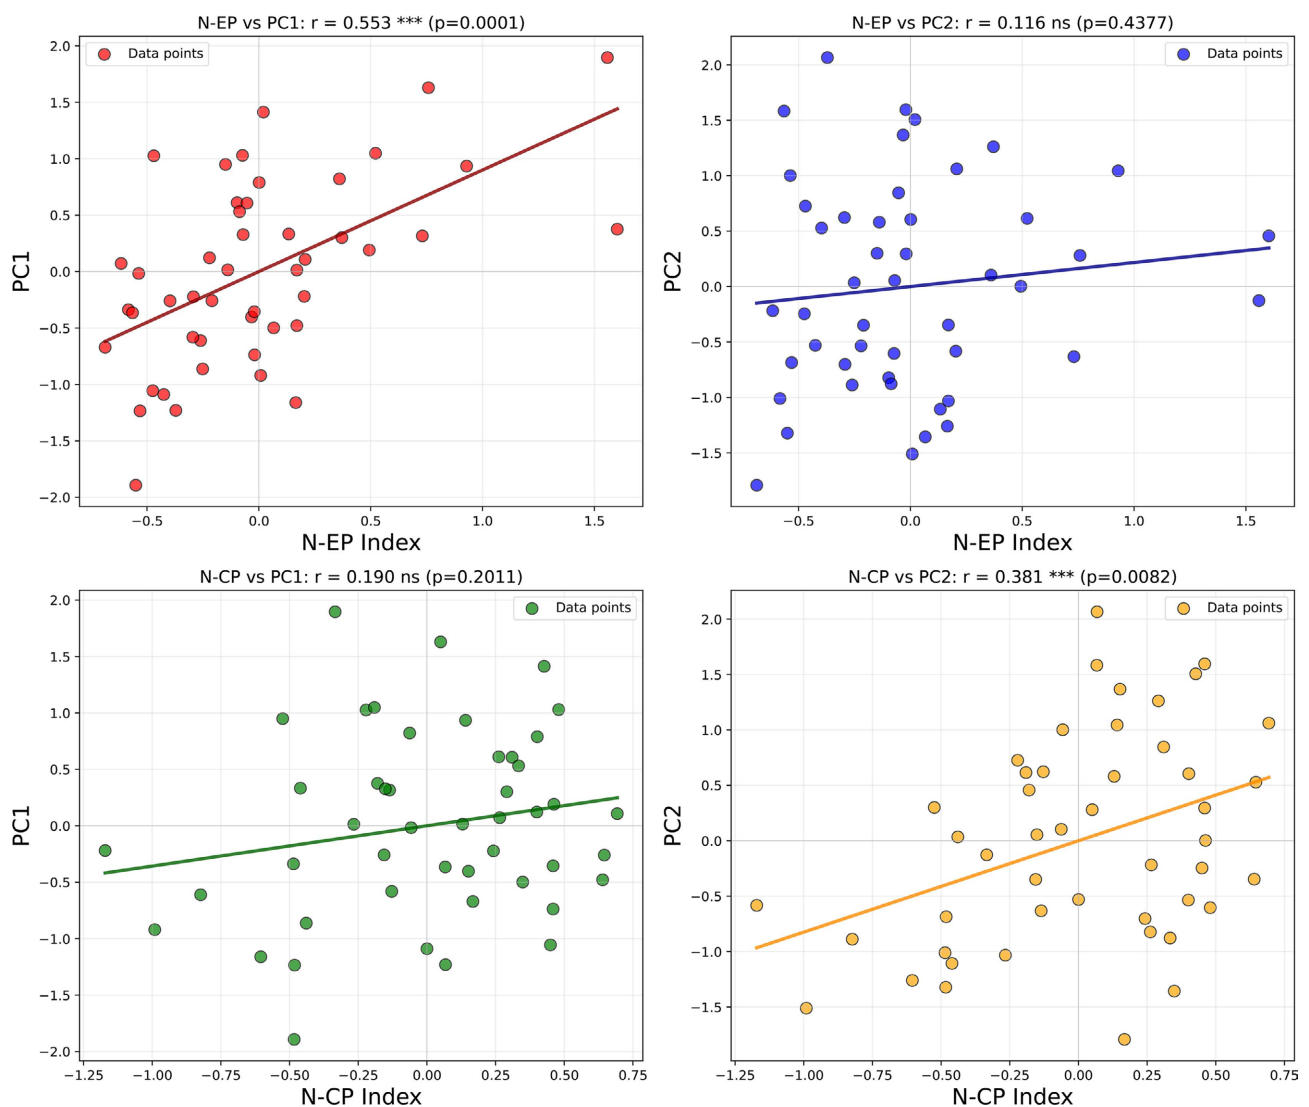 N-EP vs PC1: r = 0.553 *** (p=0.0001)
Data points
2.0
1.5
1.0
0.5
0.0
−0.5
−1.0
−1.5
−2.0
PC1
−0.5 0.0 0.5 1.0 1.5
N-EP Index
N-EP vs PC2: r = 0.116 ns (p=0.4377)
Data points
2.0
1.5
1.0
0.5
0.0
−0.5
−1.0
−1.5
PC2
−0.5 0.0 0.5 1.0 1.5
N-EP Index
N-CP vs PC1: r = 0.190 ns (p=0.2011)
Data points
2.0
1.5
1.0
0.5
0.0
−0.5
−1.0
−1.5
−2.0
PC1
−1.25 −1.00 −0.75 −0.50 −0.25 0.00 0.25 0.50 0.75
N-CP Index
N-CP vs PC2: r = 0.381 *** (p=0.0082)
Data points
2.0
1.5
1.0
0.5
0.0
−0.5
−1.0
−1.5
PC2
−1.25 −1.00 −0.75 −0.50 −0.25 0.00 0.25 0.50 0.75
N-CP Index